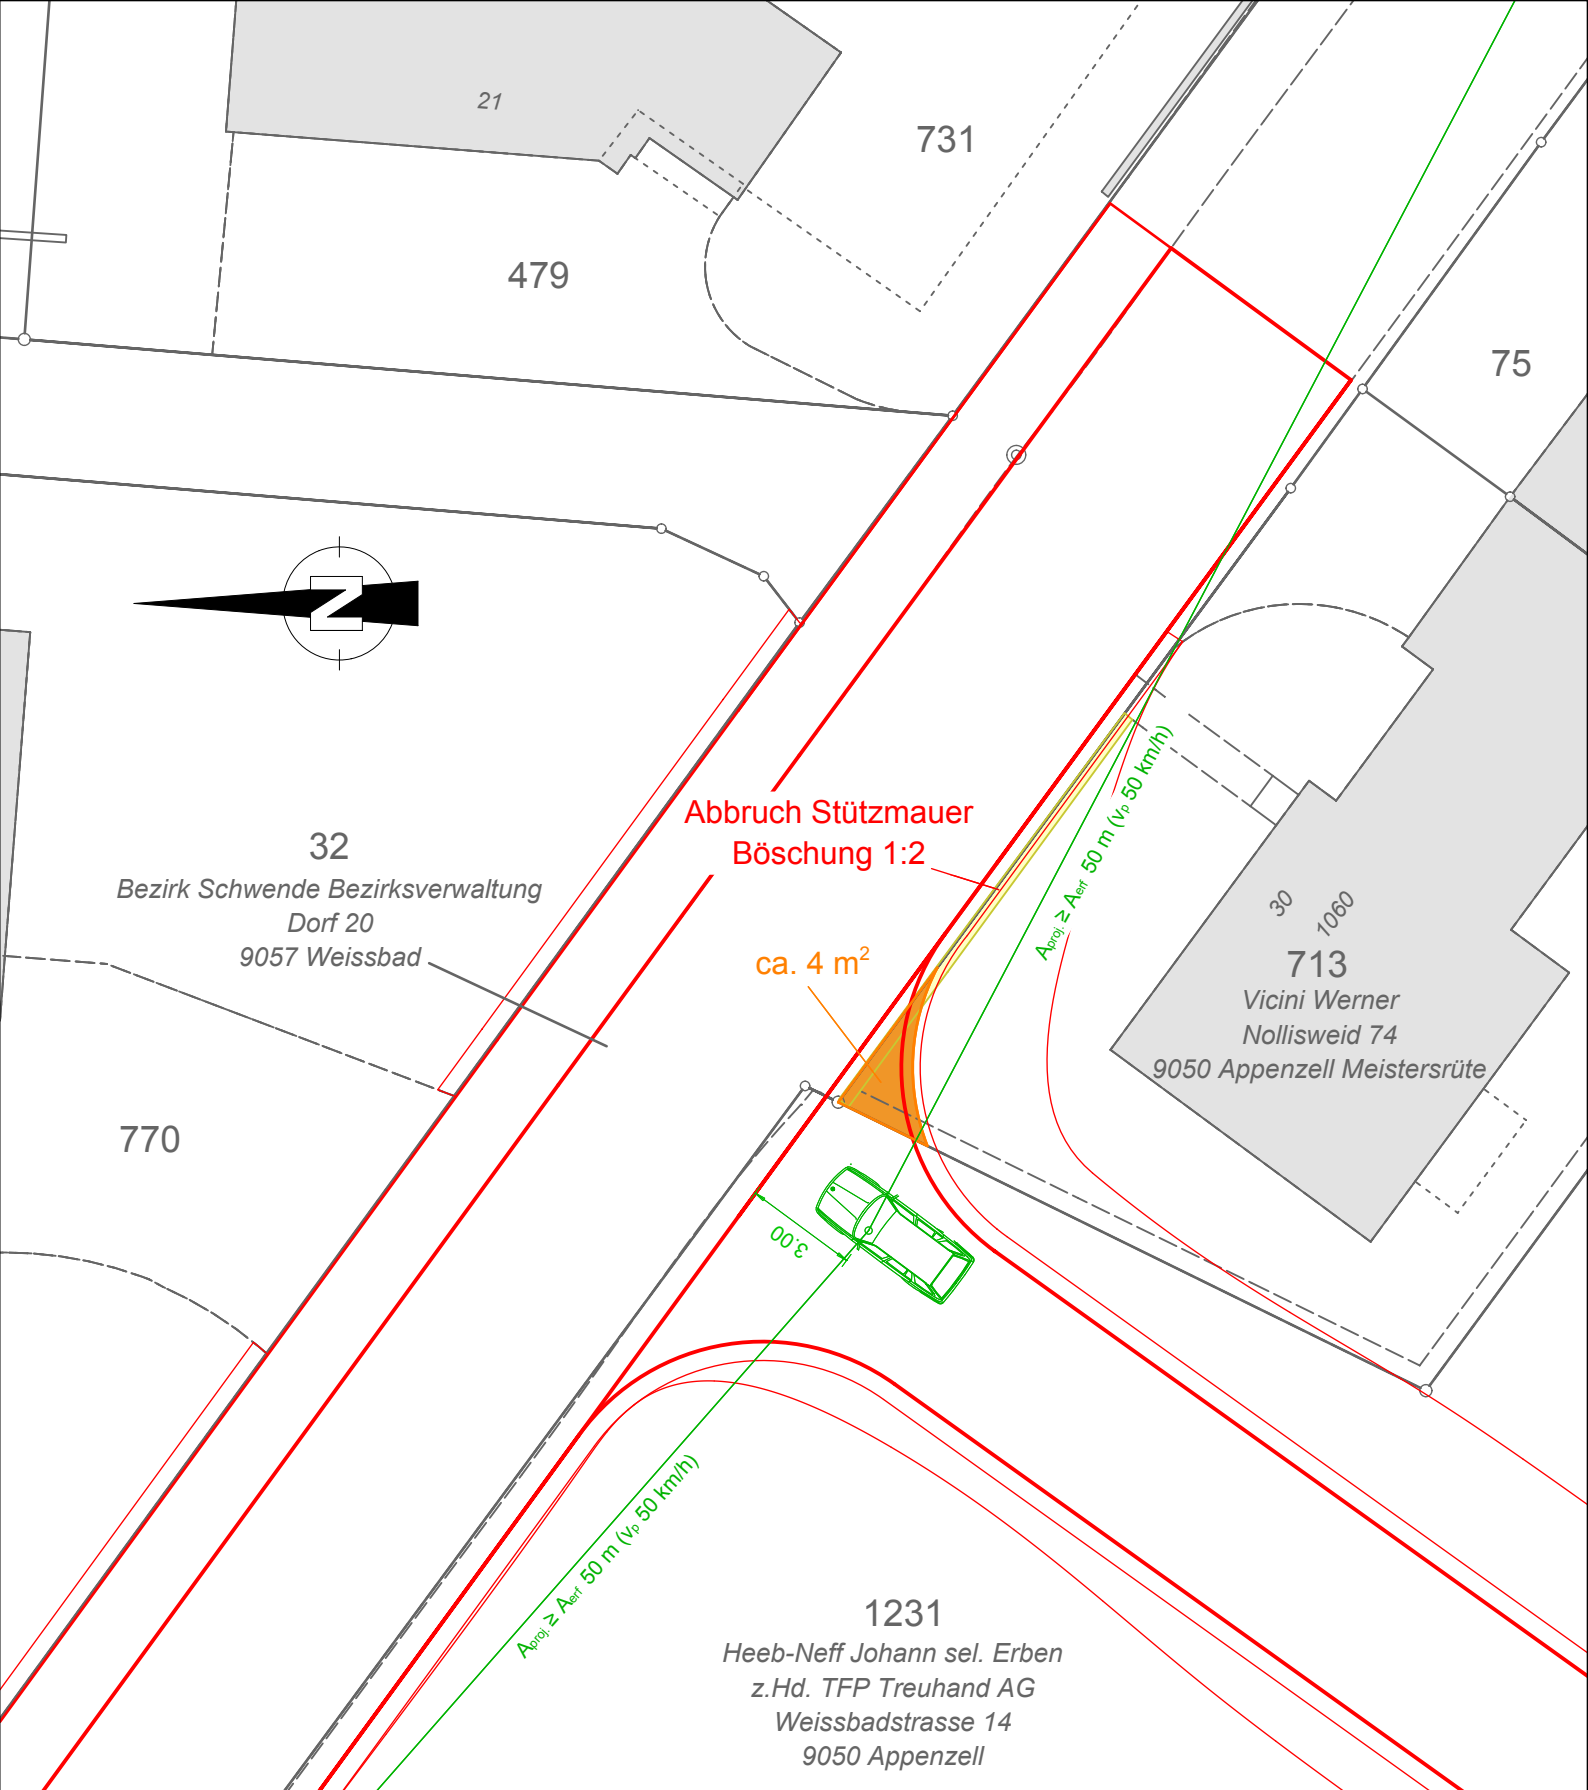 21
731
479
75
N
Abbruch Stützmauer
Böschung 1:2
32
Bezirk Schwende Bezirksverwaltung
Dorf 20
9057 Weissbad
ca. 4 m²
Aproj. ≥ Aerf 50 m (vp 50 km/h)
30
1060
713
Vicini Werner
Nollisweid 74
9050 Appenzell Meistersrüte
770
3.00
Aproj. ≥ Aerf 50 m (vp 50 km/h)
1231
Heeb-Neff Johann sel. Erben
z.Hd. TFP Treuhand AG
Weissbadstrasse 14
9050 Appenzell